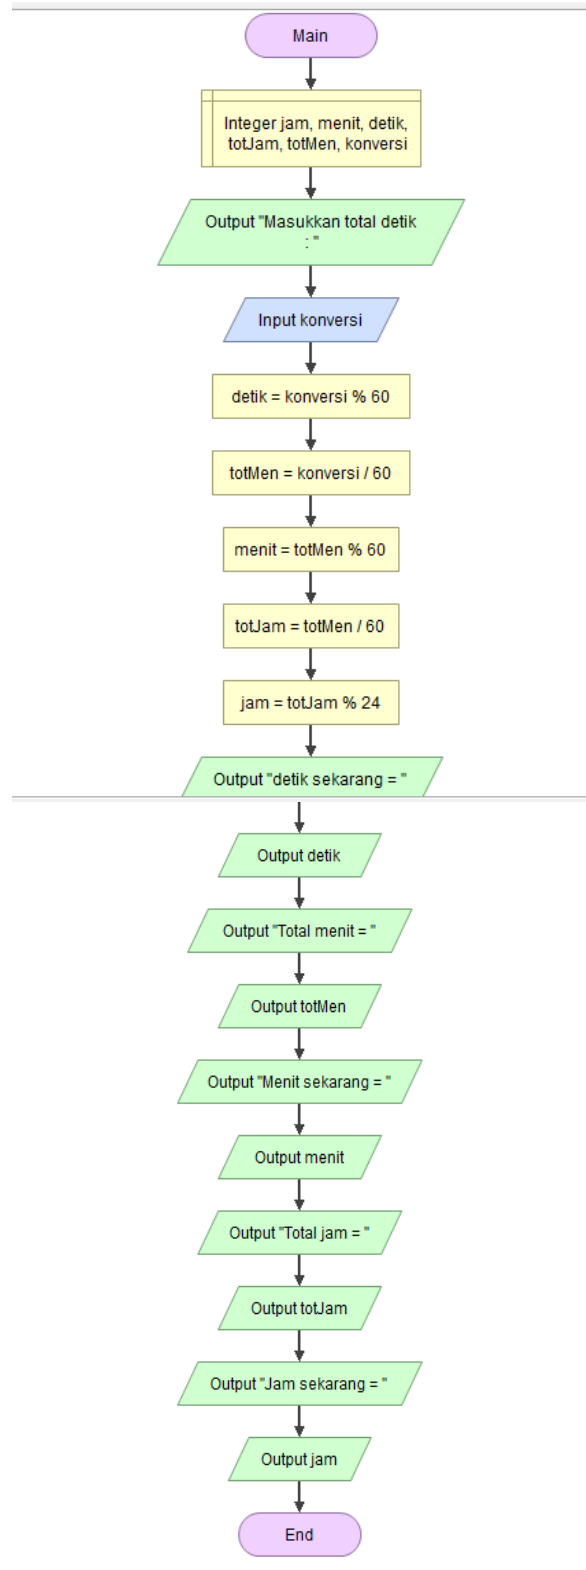 Main
Integer jam, menit, detik,
totJam, totMen, konversi
Output "Masukkan total detik
: "
Input konversi
detik = konversi % 60
totMen = konversi / 60
menit = totMen % 60
totJam = totMen / 60
jam = totJam % 24
Output "detik sekarang = "
Output detik
Output "Total menit = "
Output totMen
Output "Menit sekarang = "
Output menit
Output "Total jam = "
Output totJam
Output "Jam sekarang = "
Output jam
End